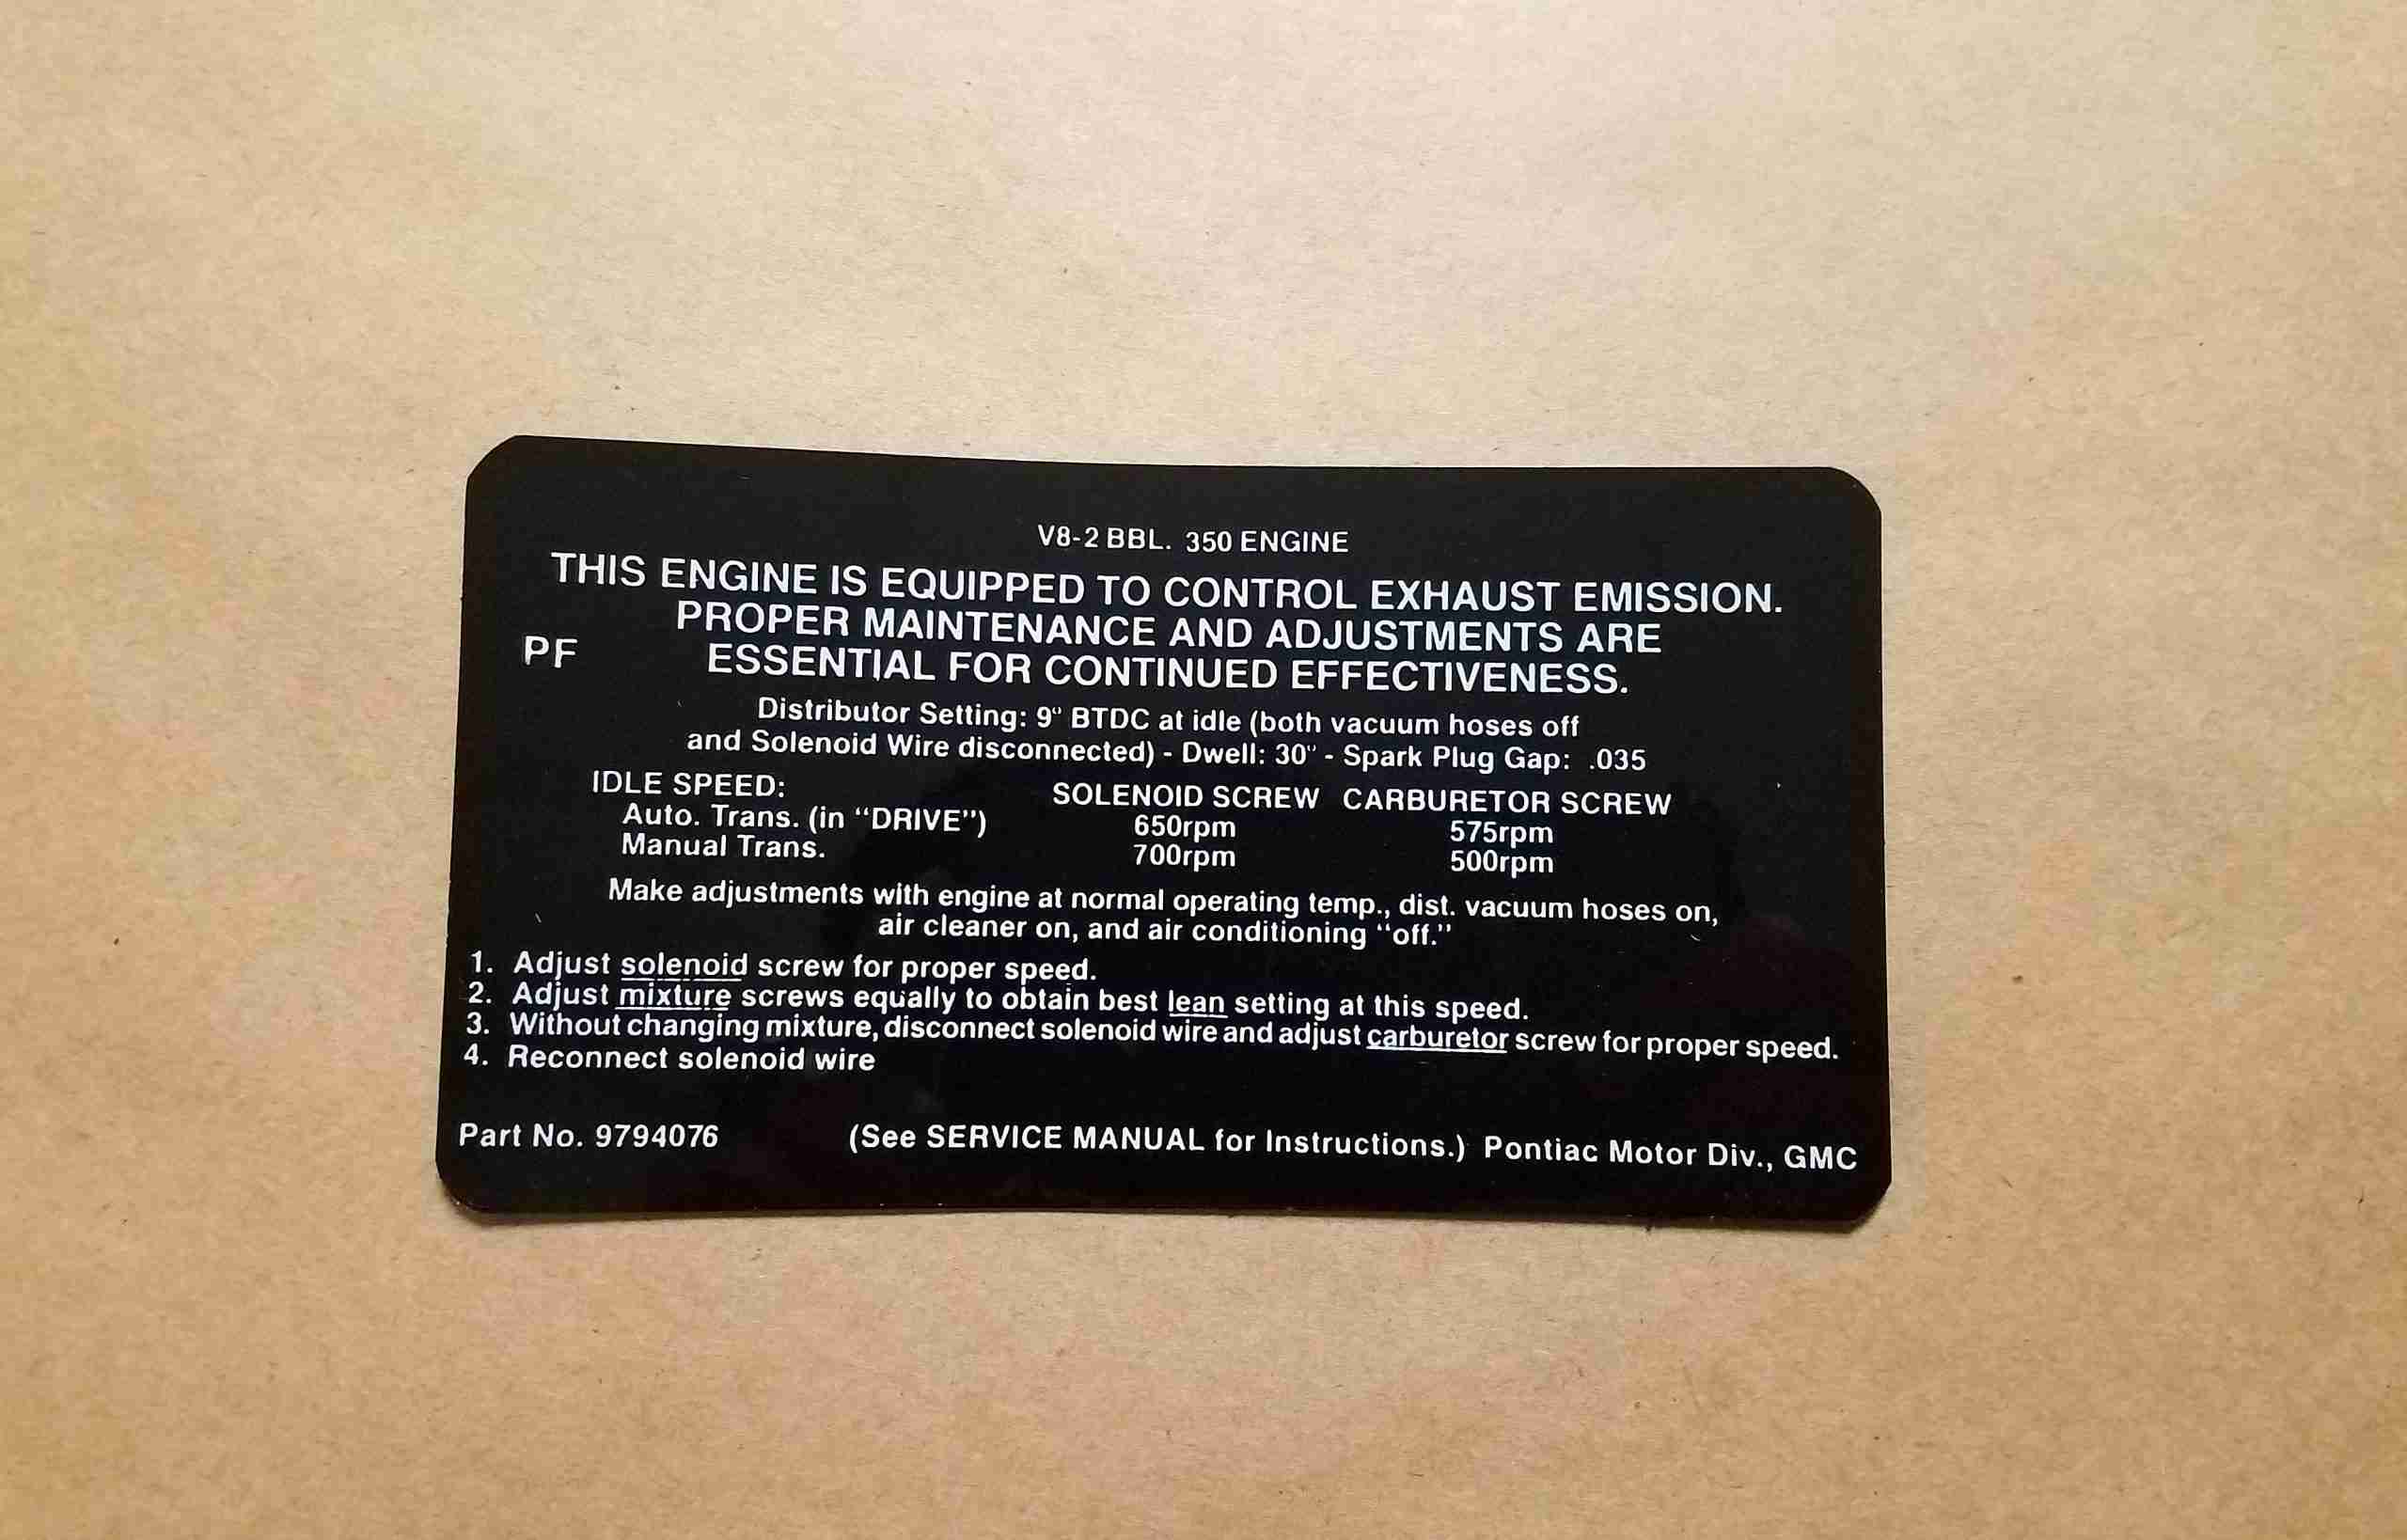 V8-2 BBL. 350 ENGINE
THIS ENGINE IS EQUIPPED TO CONTROL EXHAUST EMISSION.
PROPER MAINTENANCE AND ADJUSTMENTS ARE
PF
ESSENTIAL FOR CONTINUED EFFECTIVENESS.
Distributor Setting: 9° BTDC at idle (both vacuum hoses off
and Solenoid Wire disconnected) - Dwell: 30° - Spark Plug Gap: .035
IDLE SPEED: SOLENOID SCREW CARBURETOR SCREW
Auto. Trans. (in “DRIVE”) 650rpm 575rpm
Manual Trans. 700rpm 500rpm
Make adjustments with engine at normal operating temp., dist. vacuum hoses on,
air cleaner on, and air conditioning “off.”
1. Adjust solenoid screw for proper speed.
2. Adjust mixture screws equally to obtain best lean setting at this speed.
3. Without changing mixture, disconnect solenoid wire and adjust carburetor screw for proper speed.
4. Reconnect solenoid wire
Part No. 9794076 (See SERVICE MANUAL for Instructions.) Pontiac Motor Div., GMC